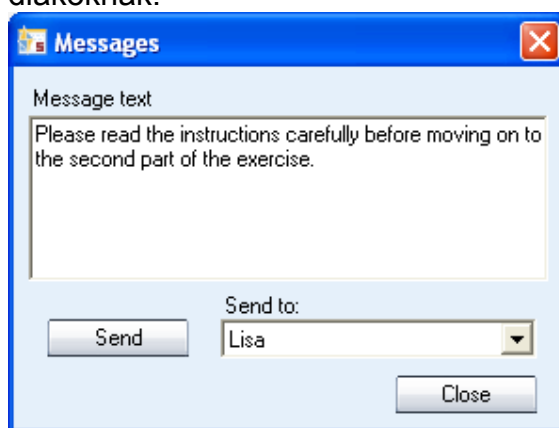 diákoknak.
Messages
Message text
Please read the instructions carefully before moving on to
the second part of the exercise.
Send to:
Send
Lisa
Close